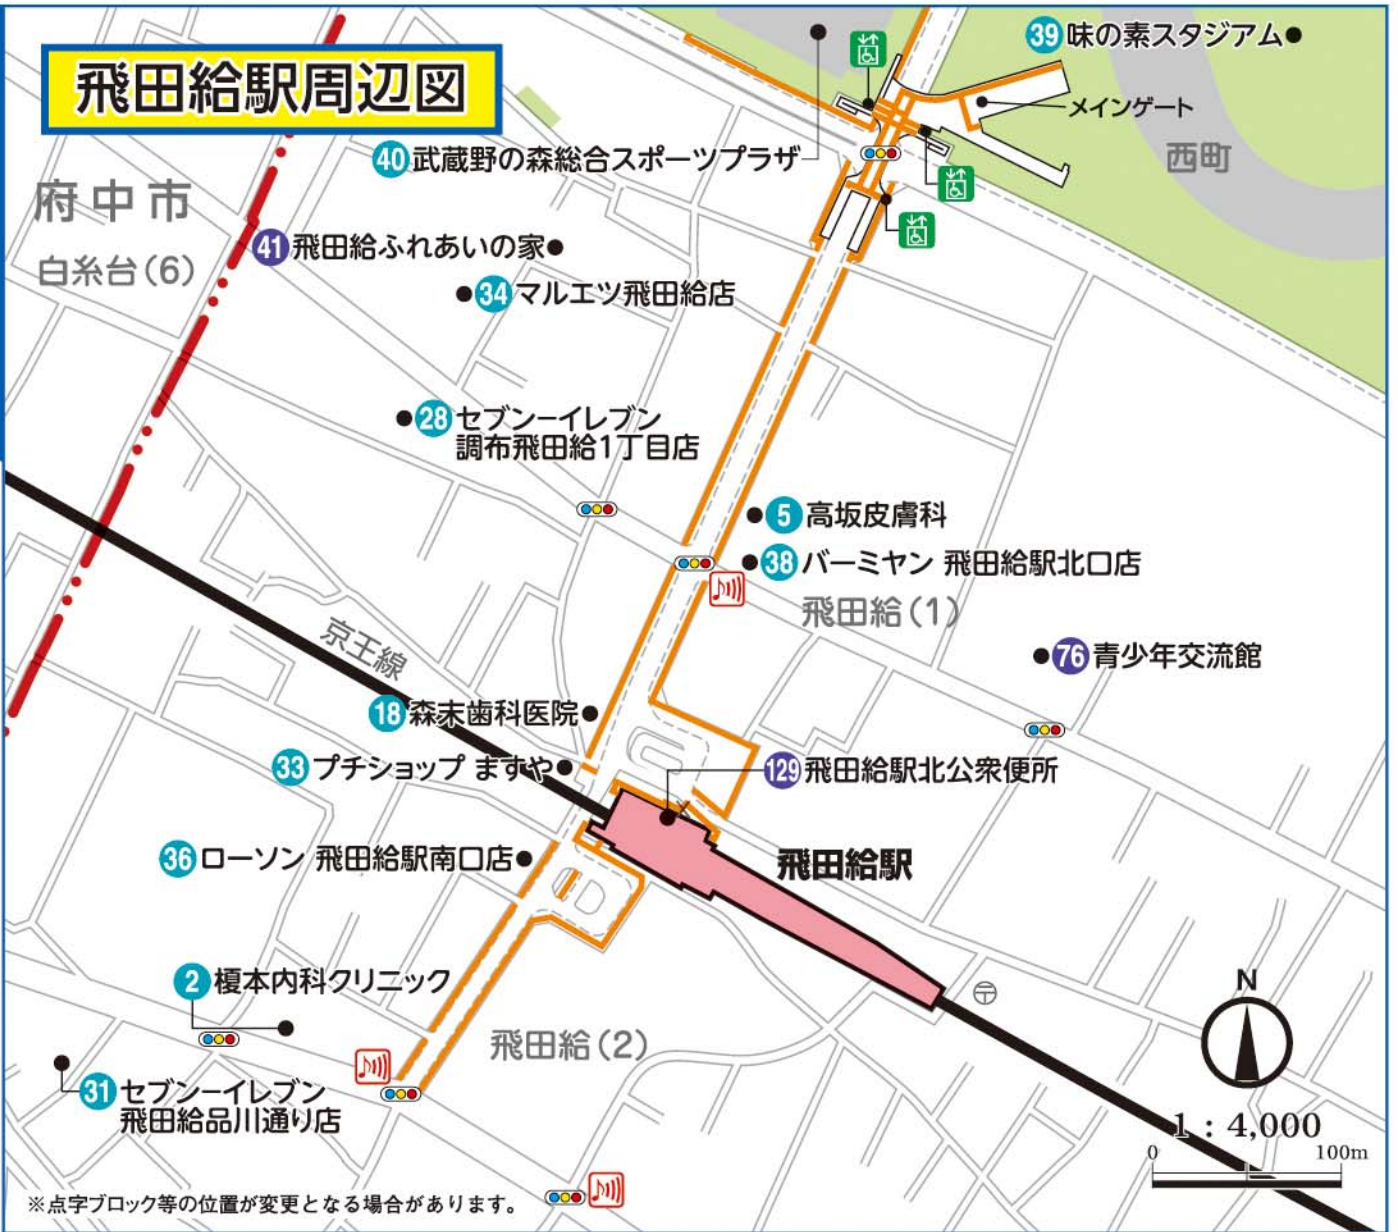 飛田給駅周辺図
39 味の素スタジアム
メインゲート
西町
40 武蔵野の森総合スポーツプラザ
府中市
白糸台(6)
41 飛田給ふれあいの家
34 マルエツ飛田給店
28 セブン-イレブン
調布飛田給1丁目店
5 高坂皮膚科
38 バーミヤン 飛田給駅北口店
飛田給(1)
京王線
76 青少年交流館
18 森末歯科医院
33 プチショップ ますや
129 飛田給駅北公衆便所
36 ローソン 飛田給駅南口店
飛田給駅
2 榎本内科クリニック
飛田給(2)
31 セブン-イレブン
飛田給品川通り店
N
1 : 4,000
0 100m
※点字ブロック等の位置が変更となる場合があります。